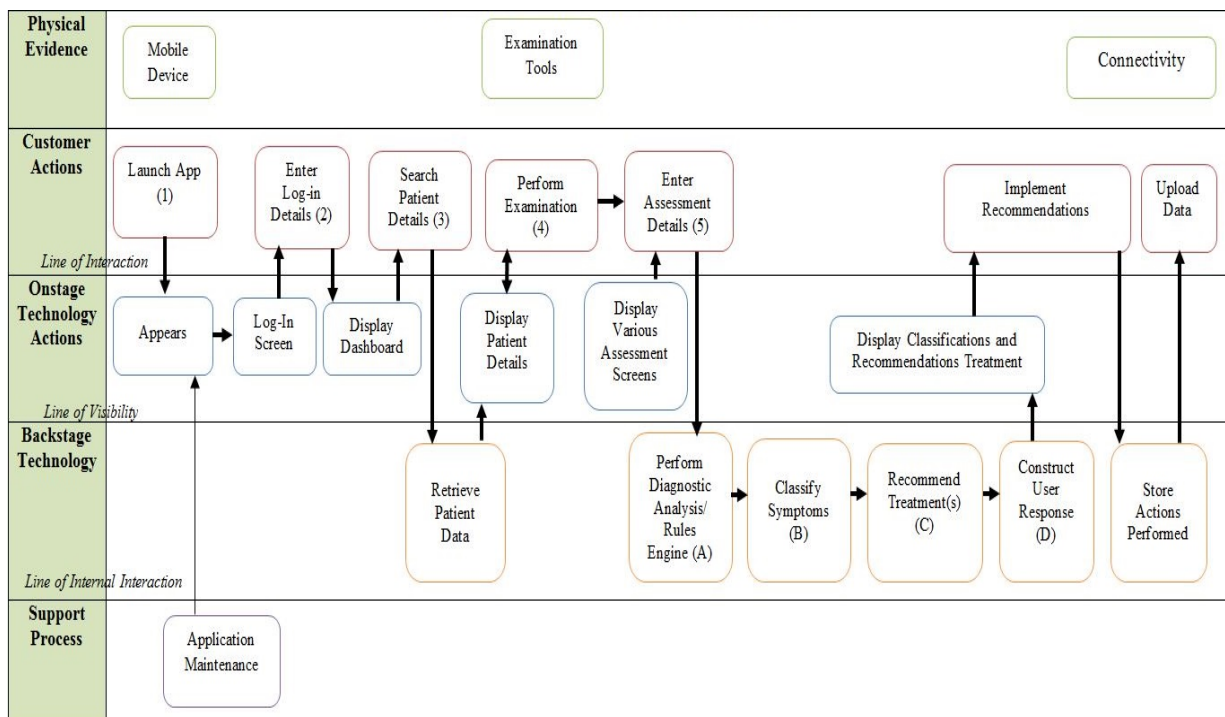 Physical
Evidence
Mobile
Device
Examination
Tools
Connectivity
Customer
Actions
Launch App
(1)
Enter
Log-in
Details (2)
Search
Patient
Details (3)
Perform
Examination
(4)
Enter
Assessment
Details (5)
Implement
Recommendations
Upload
Data
Line of Interaction
Onstage
Technology
Actions
Appears
Log-In
Screen
Display
Dashboard
Display
Patient
Details
Display
Various
Assessment
Screens
Display Classifications and
Recommendations Treatment
Line of Visibility
Backstage
Technology
Retrieve
Patient
Data
Perform
Diagnostic
Analysis/
Rules
Engine (A)
Classify
Symptoms
(B)
Recommend
Treatment(s)
(C)
Construct
User
Response
(D)
Store
Actions
Performed
Line of Internal Interaction
Support
Process
Application
Maintenance